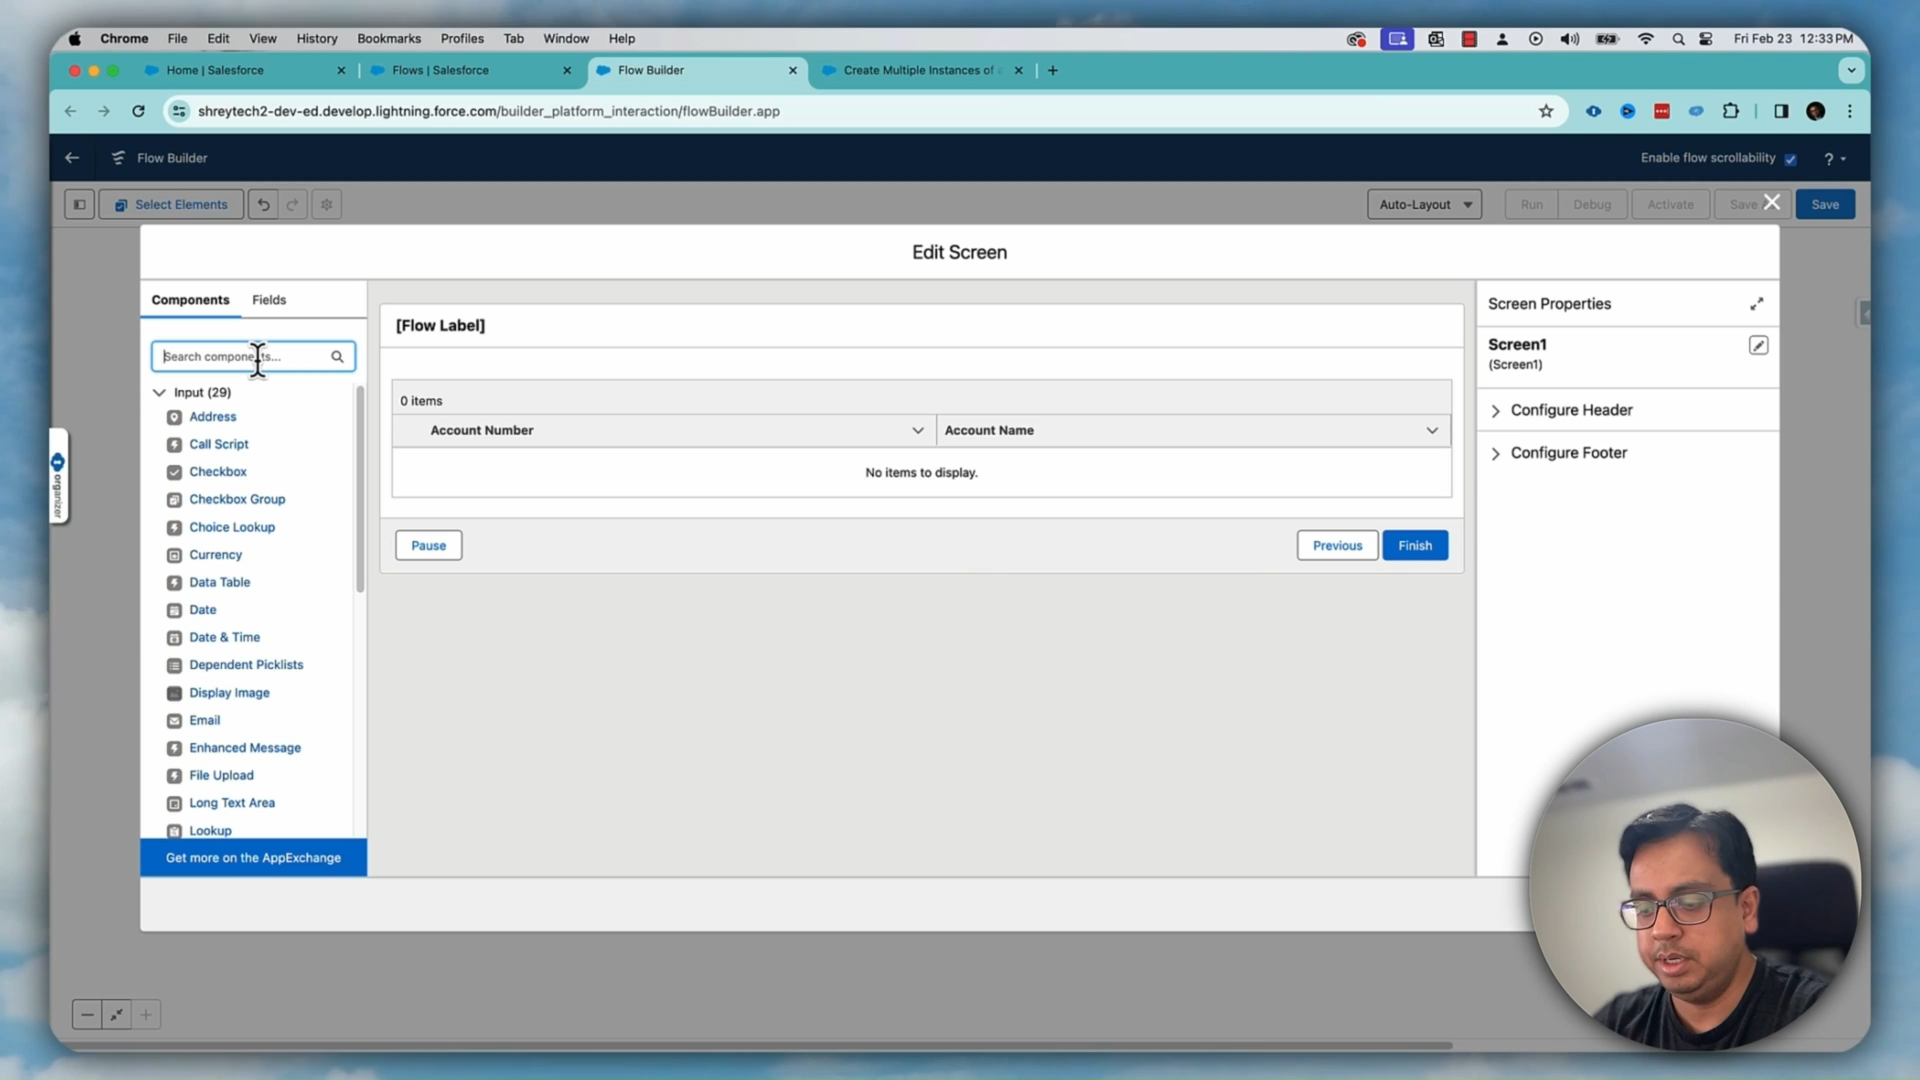 Chrome File Edit View History Bookmarks Profiles Tab Window Help Fri Feb 23 12:33 PM
Home | Salesforce Flows | Salesforce Flow Builder Create Multiple Instances of
shreytech2-dev-ed.develop.lightning.force.com/builder_platform_interaction/flowBuilder.app
Flow Builder Enable flow scrollability ?
Select Elements Auto-Layout Run Debug Activate Save Save
Edit Screen
Components Fields
Search components...
Input (29)
Address
Call Script
Checkbox
Checkbox Group
Choice Lookup
Currency
Data Table
Date
Date & Time
Dependent Picklists
Display Image
Email
Enhanced Message
File Upload
Long Text Area
Lookup
Get more on the AppExchange
[Flow Label]
0 items
Account Number Account Name
No items to display.
Pause Previous Finish
Screen Properties
Screen1
(Screen1)
Configure Header
Configure Footer
organizer